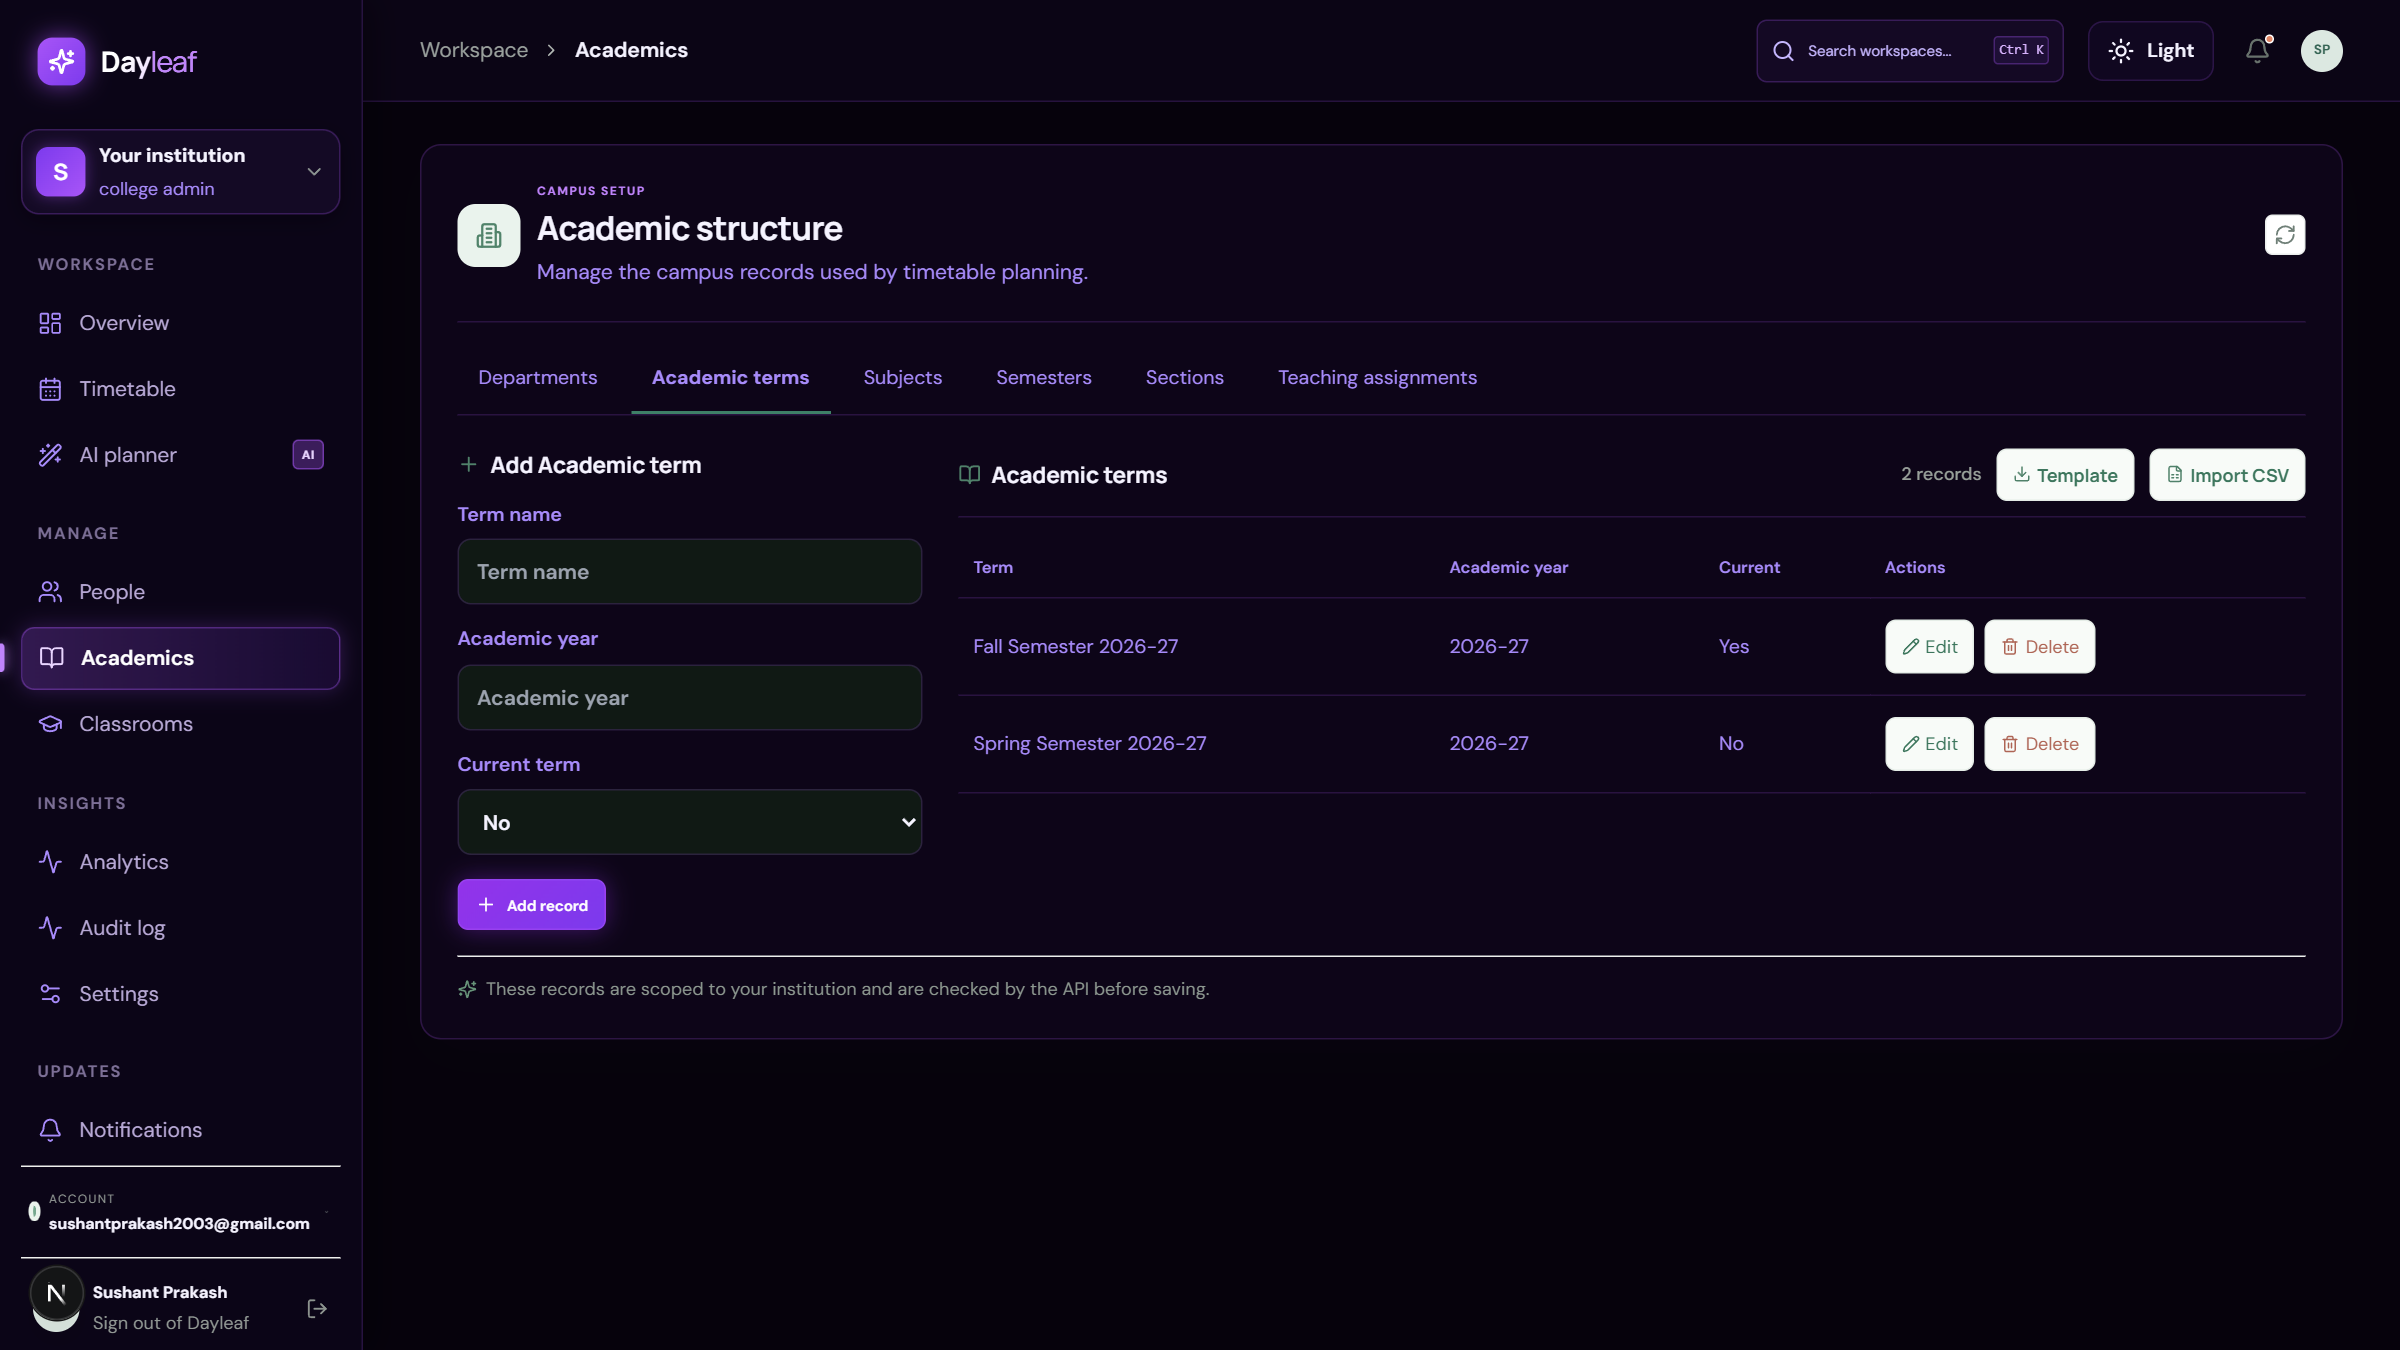 Dayleaf
S
Your institution
college admin
WORKSPACE
Overview
Timetable
AI planner
AI
MANAGE
People
Academics
Classrooms
INSIGHTS
Analytics
Audit log
Settings
UPDATES
Notifications
ACCOUNT
sushantprakash2003@gmail.com
N
Sushant Prakash
Sign out of Dayleaf
Workspace > Academics
Search workspaces...
Ctrl K
Light
SP
CAMPUS SETUP
Academic structure
Manage the campus records used by timetable planning.
Departments Academic terms Subjects Semesters Sections Teaching assignments
+ Add Academic term
Term name
Term name
Academic year
Academic year
Current term
No
+ Add record
Academic terms
2 records
Template
Import CSV
Term Academic year Current Actions
Fall Semester 2026-27 2026-27 Yes Edit Delete
Spring Semester 2026-27 2026-27 No Edit Delete
These records are scoped to your institution and are checked by the API before saving.